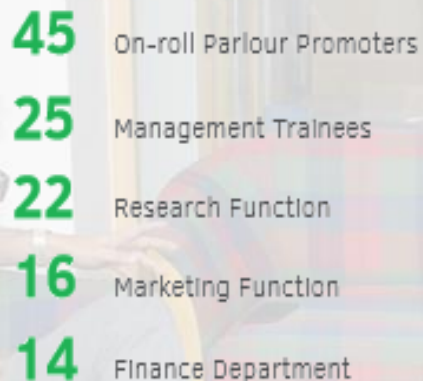 45 On-roll Parlour Promoters
25 Management Trainees
22 Research Function
16 Marketing Function
14 Finance Department